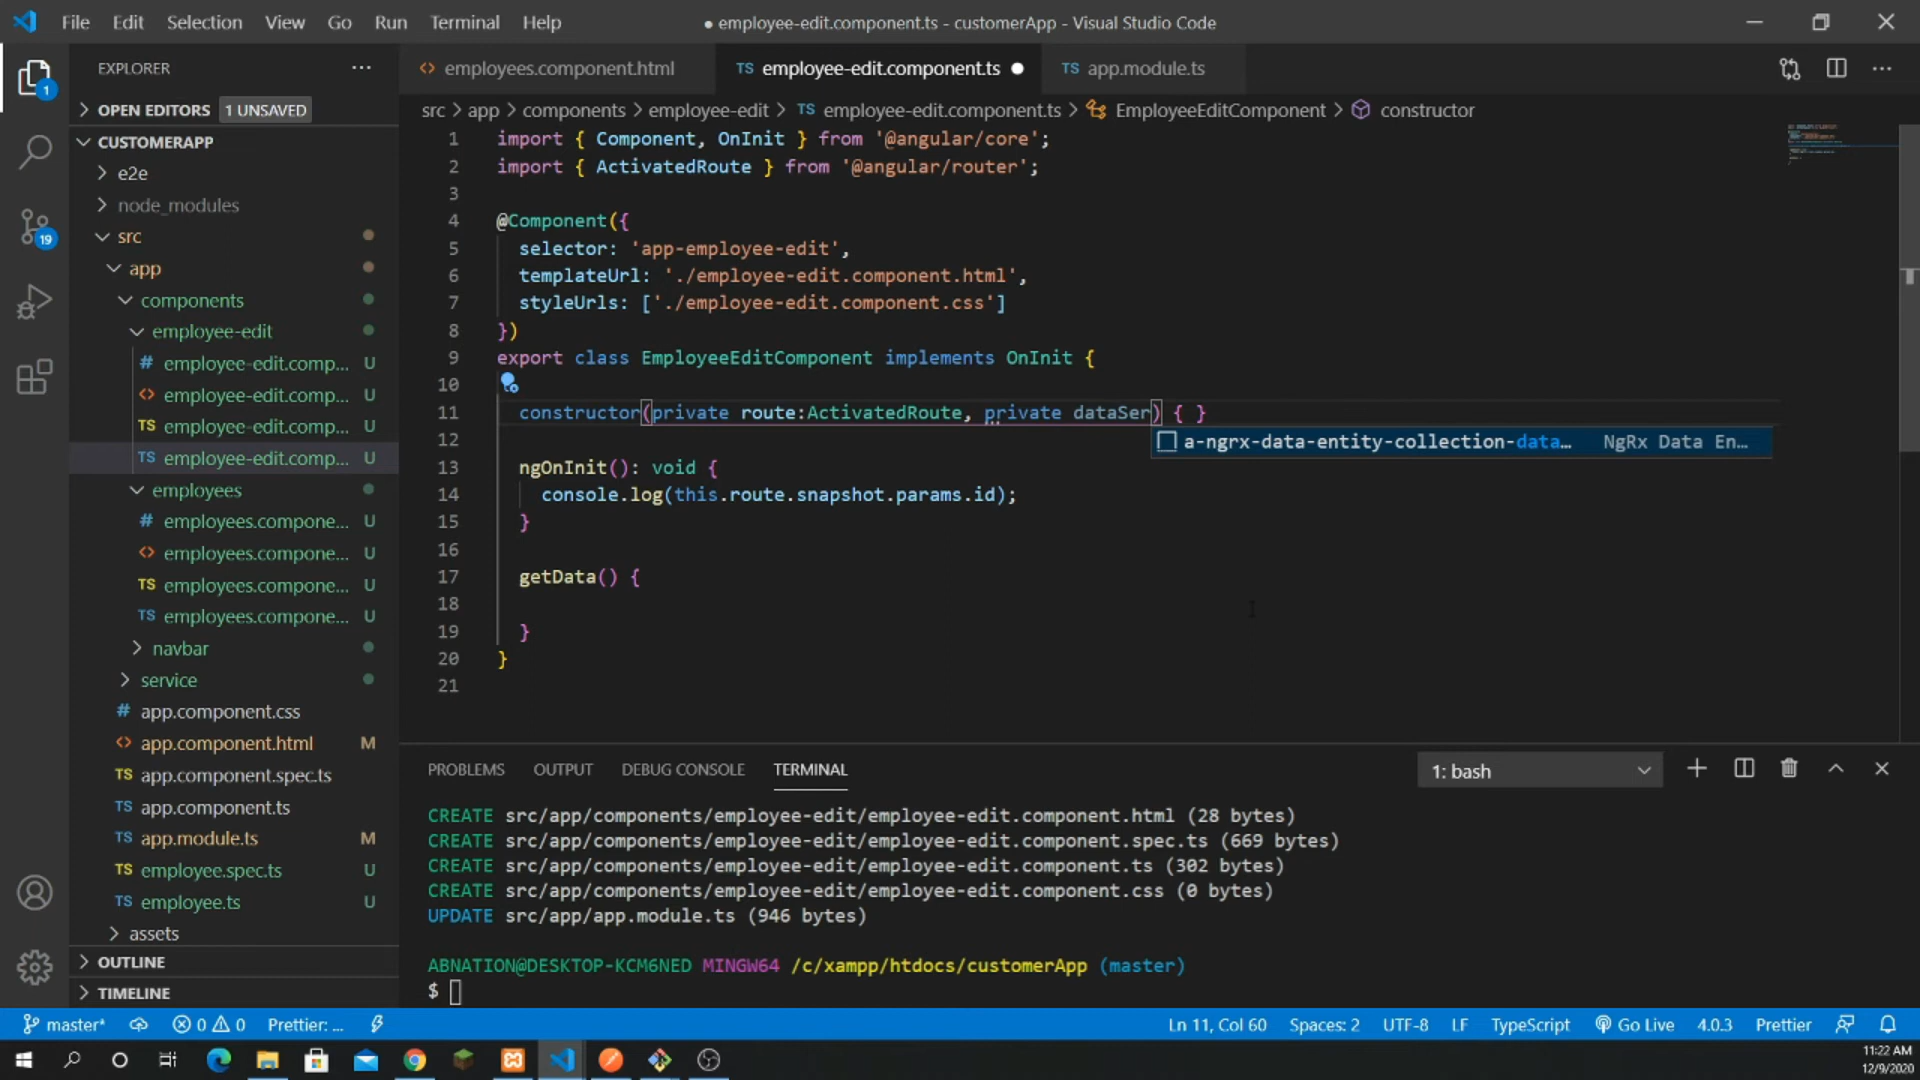 File Edit Selection View Go Run Terminal Help
● employee-edit.component.ts - customerApp - Visual Studio Code
EXPLORER
employees.component.html
TS employee-edit.component.ts
TS app.module.ts
OPEN EDITORS 1 UNSAVED
src > app > components > employee-edit > TS employee-edit.component.ts > EmployeeEditComponent > constructor
CUSTOMERAPP
e2e
node_modules
src
app
components
employee-edit
# employee-edit.comp... U
<> employee-edit.comp... U
TS employee-edit.comp... U
TS employee-edit.comp... U
employees
# employees.compone... U
<> employees.compone... U
TS employees.compone... U
TS employees.compone... U
navbar
service
# app.component.css
<> app.component.html M
TS app.component.spec.ts
TS app.component.ts
TS app.module.ts M
TS employee.spec.ts U
TS employee.ts U
assets
OUTLINE
TIMELINE
1
19
1 import { Component, OnInit } from '@angular/core';
2 import { ActivatedRoute } from '@angular/router';
3
4 @Component({
5 selector: 'app-employee-edit',
6 templateUrl: './employee-edit.component.html',
7 styleUrls: ['./employee-edit.component.css']
8 })
9 export class EmployeeEditComponent implements OnInit {
10
11 constructor(private route:ActivatedRoute, private dataSer) { }
a-ngrx-data-entity-collection-data... NgRx Data En...
12
13 ngOnInit(): void {
14 console.log(this.route.snapshot.params.id);
15 }
16
17 getData() {
18
19 }
20 }
21
PROBLEMS OUTPUT DEBUG CONSOLE TERMINAL
1: bash
CREATE src/app/components/employee-edit/employee-edit.component.html (28 bytes)
CREATE src/app/components/employee-edit/employee-edit.component.spec.ts (669 bytes)
CREATE src/app/components/employee-edit/employee-edit.component.ts (302 bytes)
CREATE src/app/components/employee-edit/employee-edit.component.css (0 bytes)
UPDATE src/app/app.module.ts (946 bytes)
ABNATION@DESKTOP-KCM6NED MINGW64 /c/xampp/htdocs/customerApp (master)
$
master* 0 0 Prettier: ...
Ln 11, Col 60 Spaces: 2 UTF-8 LF TypeScript Go Live 4.0.3 Prettier
11:22 AM
12/9/2020